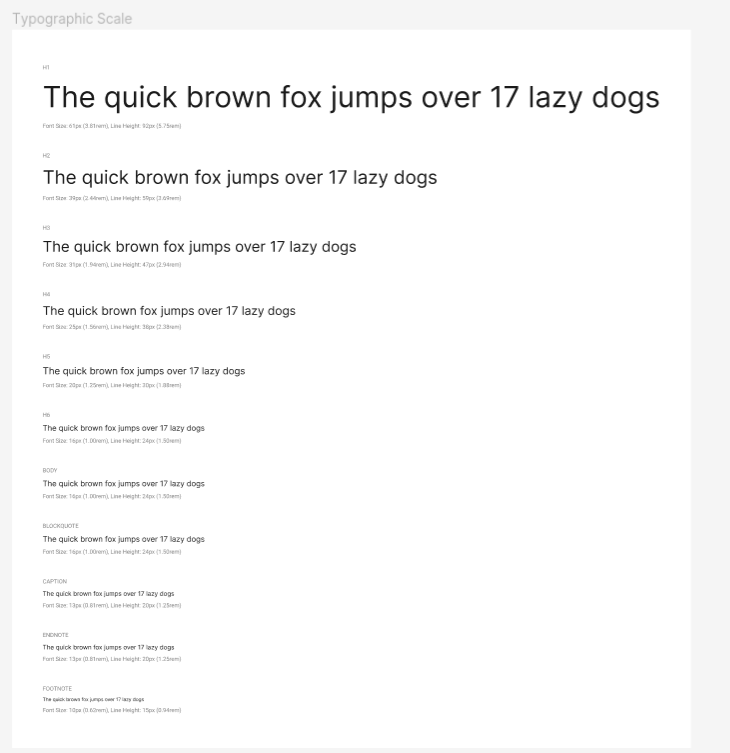 Typographic Scale
H1
The quick brown fox jumps over 17 lazy dogs
Font Size: 61px (3.81rem), Line Height: 92px (5.75rem)
H2
The quick brown fox jumps over 17 lazy dogs
Font Size: 39px (2.44rem), Line Height: 59px (3.69rem)
H3
The quick brown fox jumps over 17 lazy dogs
Font Size: 31px (1.94rem), Line Height: 47px (2.94rem)
H4
The quick brown fox jumps over 17 lazy dogs
Font Size: 25px (1.56rem), Line Height: 38px (2.38rem)
H5
The quick brown fox jumps over 17 lazy dogs
Font Size: 20px (1.25rem), Line Height: 30px (1.88rem)
H6
The quick brown fox jumps over 17 lazy dogs
Font Size: 16px (1.00rem), Line Height: 24px (1.50rem)
BODY
The quick brown fox jumps over 17 lazy dogs
Font Size: 16px (1.00rem), Line Height: 24px (1.50rem)
BLOCKQUOTE
The quick brown fox jumps over 17 lazy dogs
Font Size: 16px (1.00rem), Line Height: 24px (1.50rem)
CAPTION
The quick brown fox jumps over 17 lazy dogs
Font Size: 13px (0.81rem), Line Height: 20px (1.25rem)
ENDNOTE
The quick brown fox jumps over 17 lazy dogs
Font Size: 13px (0.81rem), Line Height: 20px (1.25rem)
FOOTNOTE
The quick brown fox jumps over 17 lazy dogs
Font Size: 10px (0.62rem), Line Height: 15px (0.94rem)